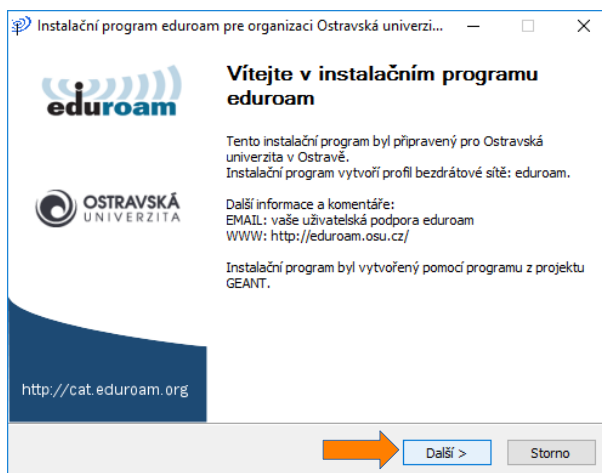 Instalační program eduroam pre organizaci Ostravská univerzi...
eduroam
OSTRAVSKÁ
UNIVERZITA
Vítejte v instalačním programu
eduroam
Tento instalační program byl připravený pro Ostravská
univerzita v Ostravě.
Instalační program vytvoří profil bezdrátové sítě: eduroam.
Další informace a komentáře:
EMAIL: vaše uživatelská podpora eduroam
WWW: http://eduroam.osu.cz/
Instalační program byl vytvořený pomocí programu z projektu
GEANT.
http://cat.eduroam.org
Další >
Storno